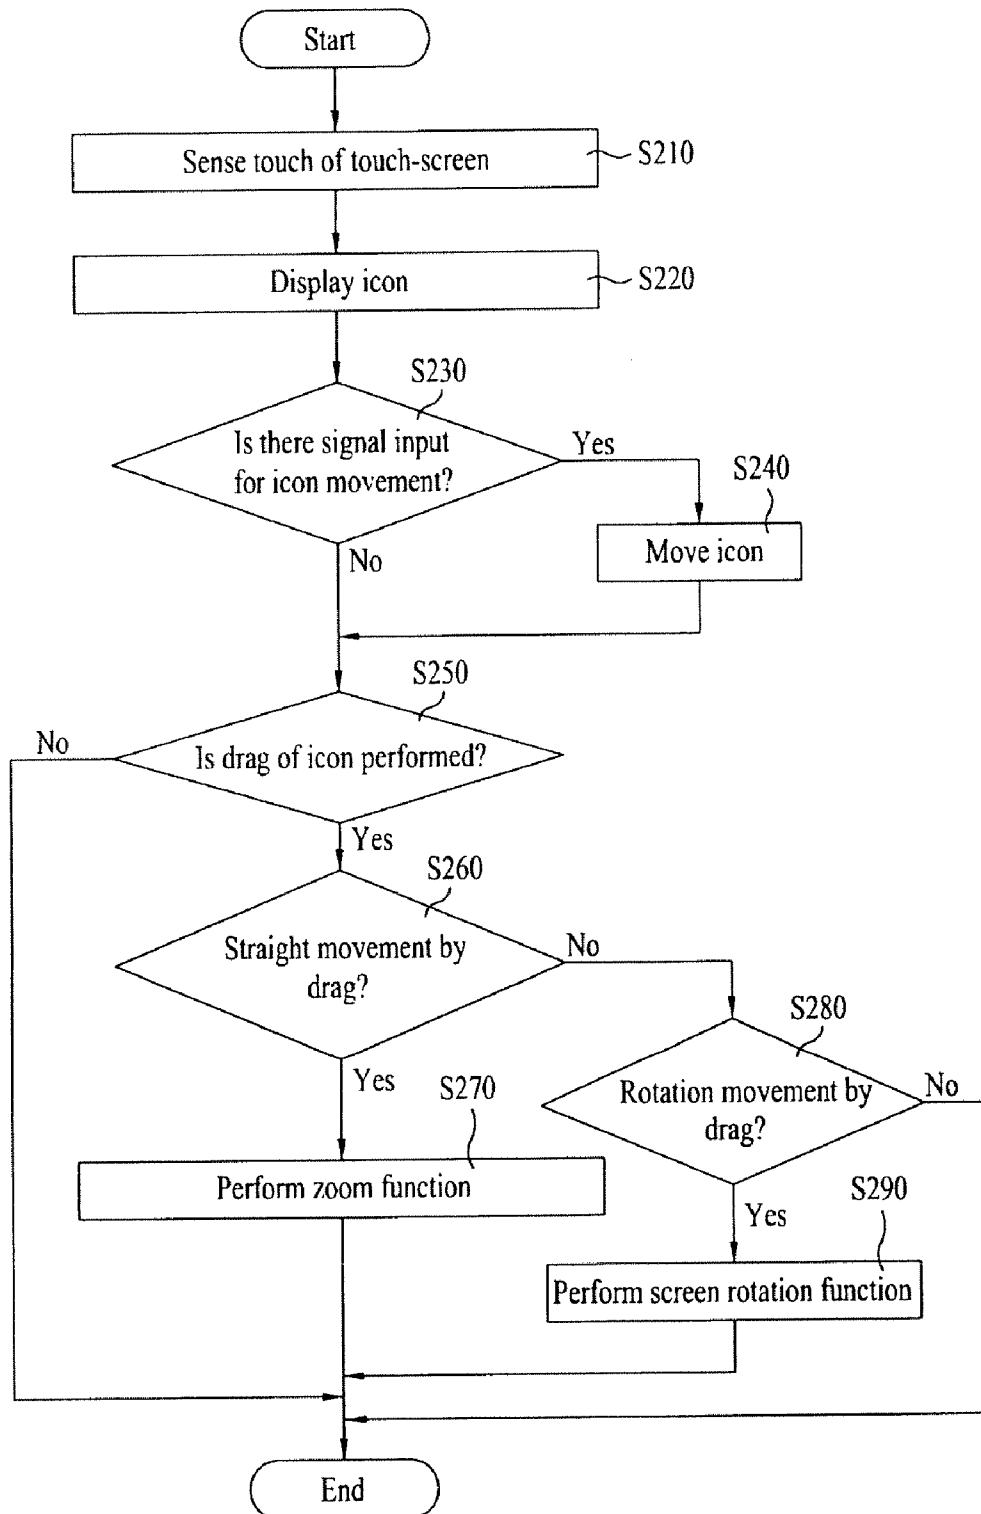 Start
Sense touch of touch-screen
S210
Display icon
S220
S230
Is there signal input
for icon movement?
Yes
No
S240
Move icon
S250
Is drag of icon performed?
No
Yes
S260
Straight movement by
drag?
No
Yes
S280
Rotation movement by
drag?
No
Yes
S270
Perform zoom function
S290
Perform screen rotation function
End